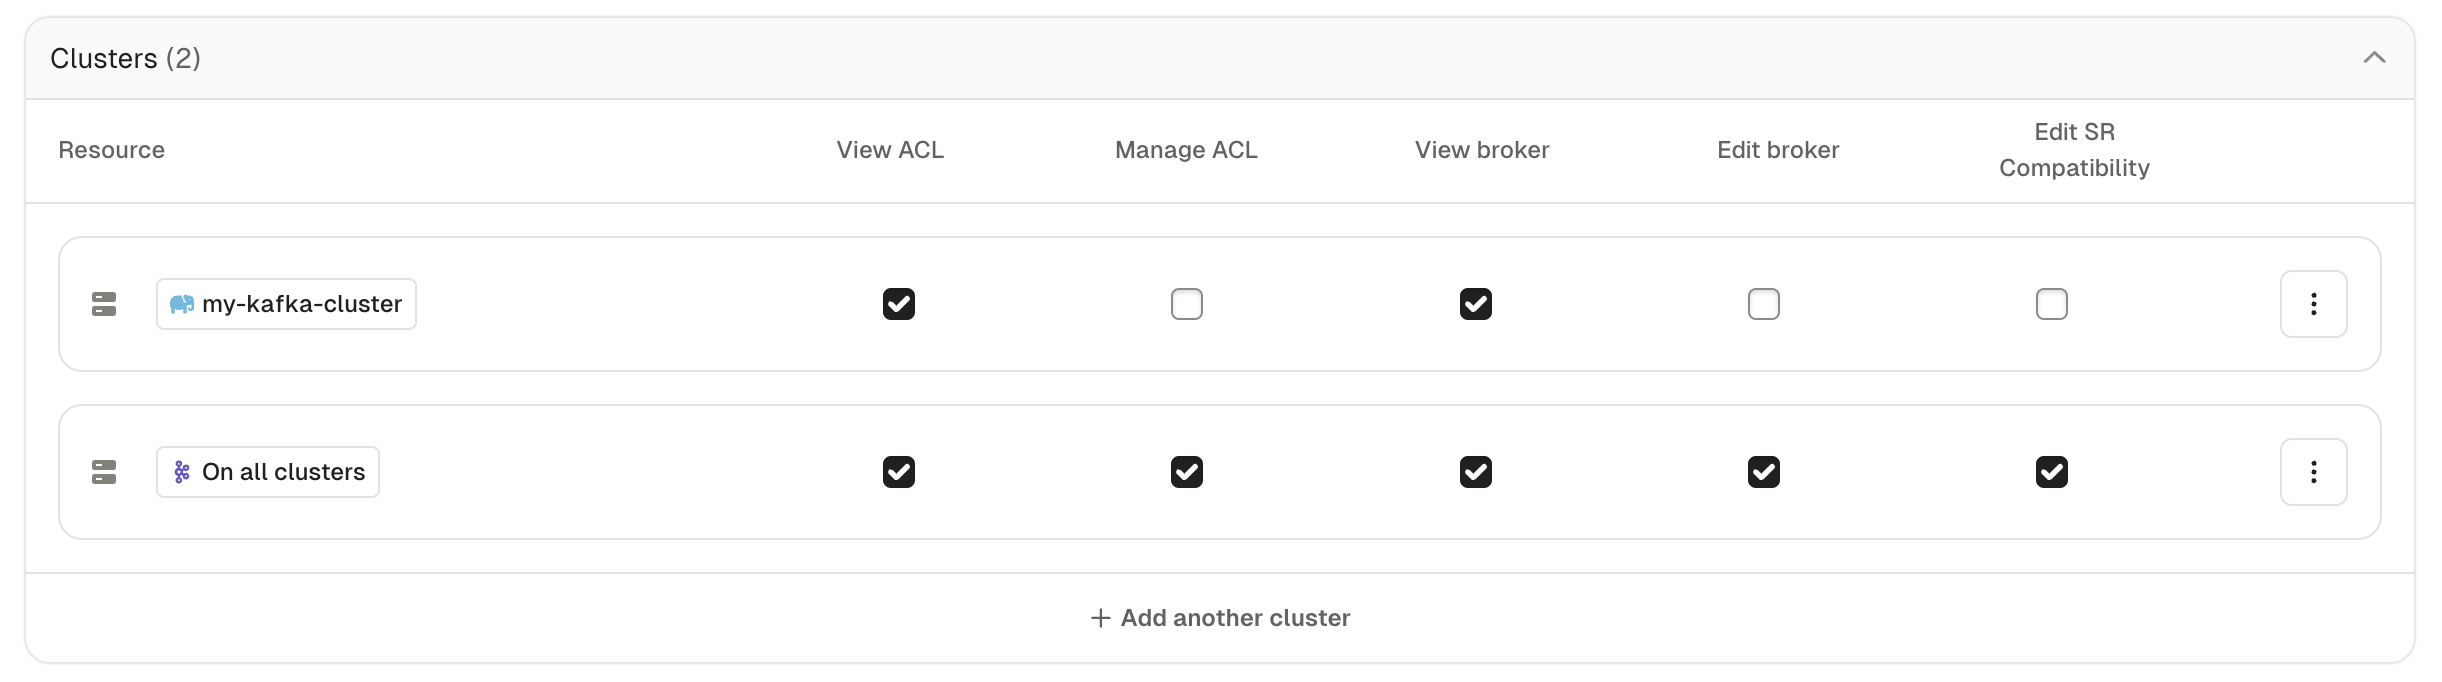 Clusters (2)
Resource
View ACL
Manage ACL
View broker
Edit broker
Edit SR
Compatibility
my-kafka-cluster
On all clusters
+ Add another cluster